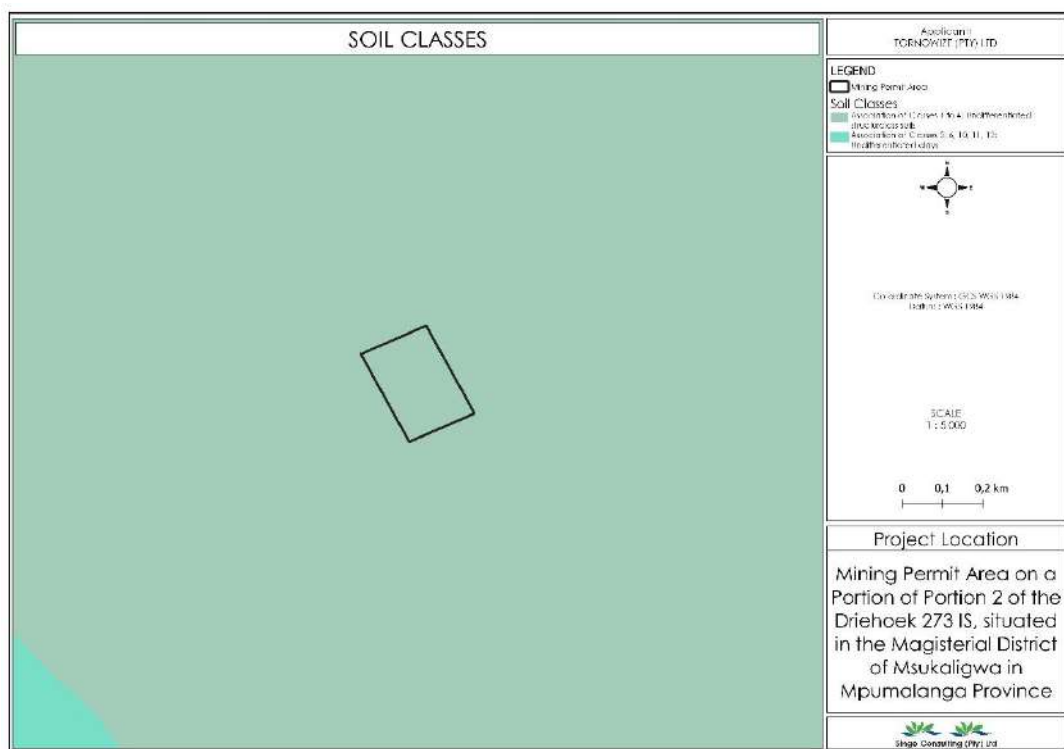 SOIL CLASSES
Applicant
TORNOWIZE (PTY) LTD
LEGEND
Mining Permit Area
Soil Classes
Association of Classes 1 to 4: Undifferentiated
structureless soils
Association of Classes 5, 6, 10, 11, 12:
Undifferentiated clays
N
W
E
S
Co-ordinate System: GCS WGS 1984
Datum: WGS 1984
SCALE
1 : 5 000
0 0,1 0,2 km
Project Location
Mining Permit Area on a
Portion of Portion 2 of the
Driehoek 273 IS, situated
in the Magisterial District
of Msukaligwa in
Mpumalanga Province
Singo Consulting (Pty) Ltd